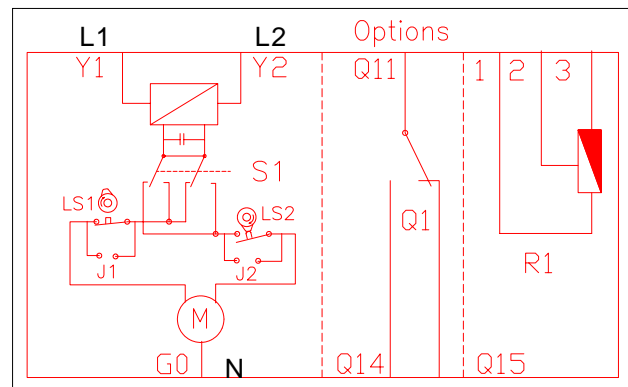 L1 L2 Options
Y1 Y2 Q11 1 2 3
S1
LS1 LS2
Q1
J1 J2 R1
M
G0 N Q14 Q15